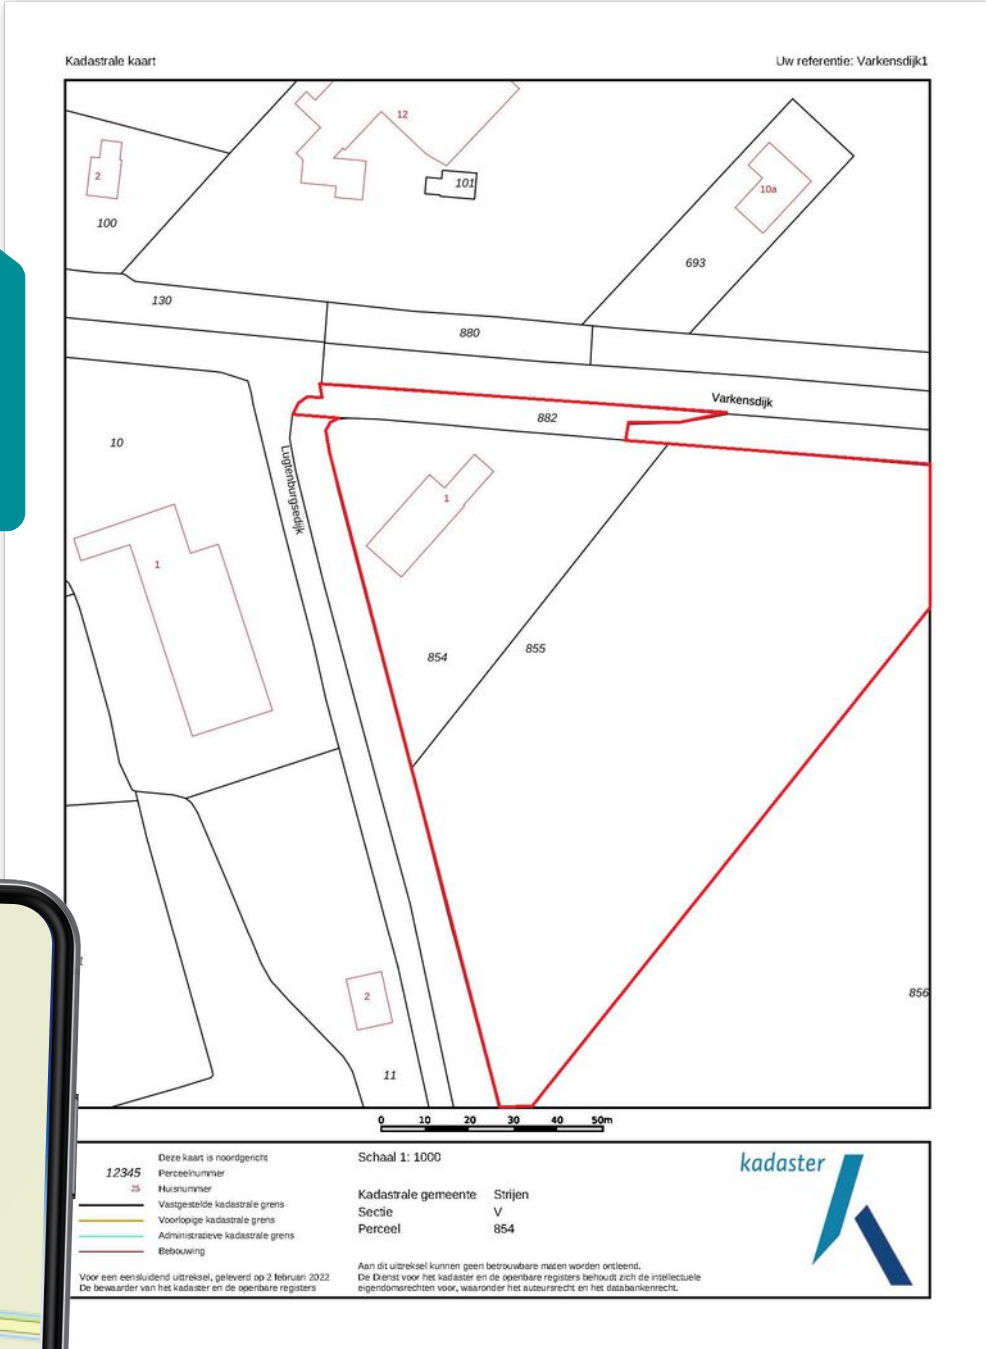 Kadastrale kaart
Uw referentie: Varkensdijk1
12
2
101
10a
100
693
130
880
Varkensdijk
882
10
Lugtenburgsedijk
1
1
854
855
2
856
11
0 10 20 30 40 50m
Deze kaart is noordgericht
12345 Perceelnummer
25 Huisnummer
Vastgestelde kadastrale grens
Voorlopige kadastrale grens
Administratieve kadastrale grens
Bebouwing
Voor een eensluidend uittreksel, geleverd op 2 februari 2022
De bewaarder van het kadaster en de openbare registers
Schaal 1: 1000
Kadastrale gemeente Strijen
Sectie V
Perceel 854
Aan dit uittreksel kunnen geen betrouwbare maten worden ontleend.
De Dienst voor het kadaster en de openbare registers behoudt zich de intellectuele
eigendomsrechten voor, waaronder het auteursrecht en het databankenrecht.
kadaster